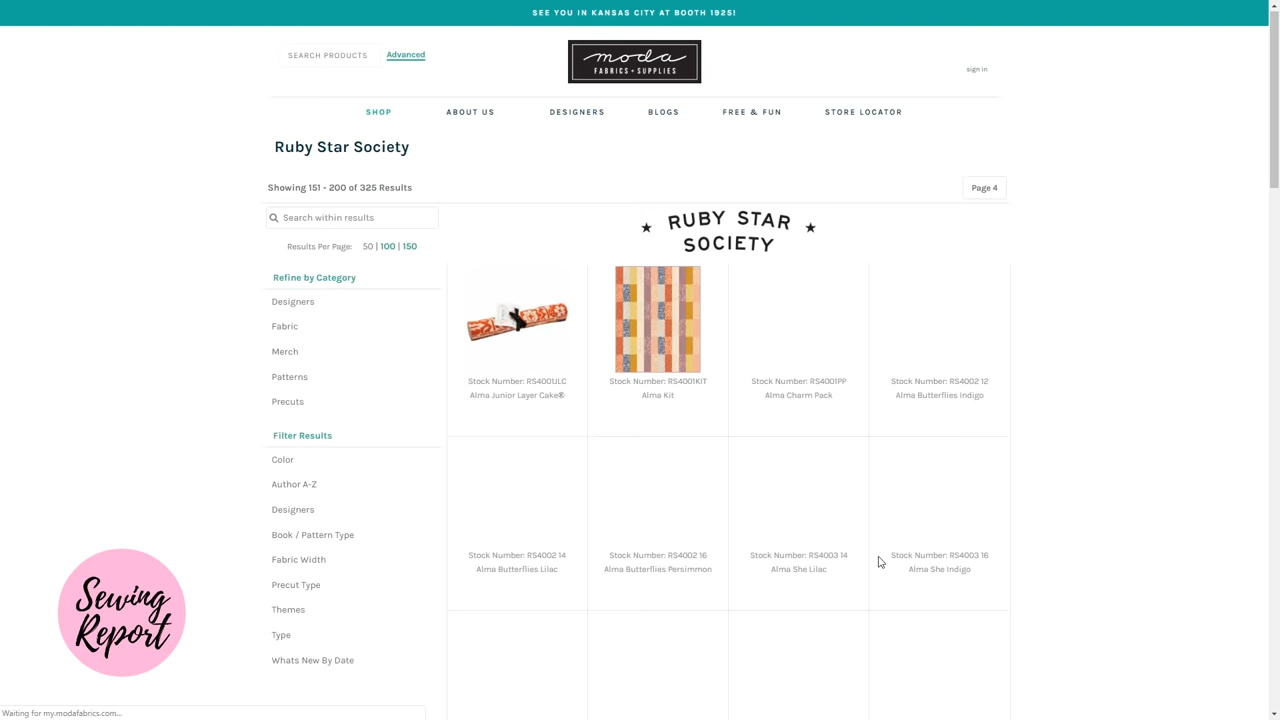 SEE YOU IN KANSAS CITY AT BOOTH 1925!
SEARCH PRODUCTS
Advanced
moda
FABRICS + SUPPLIES
sign in
SHOP
ABOUT US
DESIGNERS
BLOGS
FREE & FUN
STORE LOCATOR
Ruby Star Society
Showing 151 - 200 of 325 Results
Page 4
Search within results
Results Per Page: 50 | 100 | 150
RUBY STAR
SOCIETY
Refine by Category
Designers
Fabric
Merch
Patterns
Precuts
Filter Results
Color
Author A-Z
Designers
Book / Pattern Type
Fabric Width
Precut Type
Themes
Type
Whats New By Date
Stock Number: RS4001JLC
Alma Junior Layer Cake®
Stock Number: RS4001KIT
Alma Kit
Stock Number: RS4001PP
Alma Charm Pack
Stock Number: RS4002 12
Alma Butterflies Indigo
Stock Number: RS4002 14
Alma Butterflies Lilac
Stock Number: RS4002 16
Alma Butterflies Persimmon
Stock Number: RS4003 14
Alma She Lilac
Stock Number: RS4003 16
Alma She Indigo
Sewing
Report
Waiting for my.modafabrics.com...